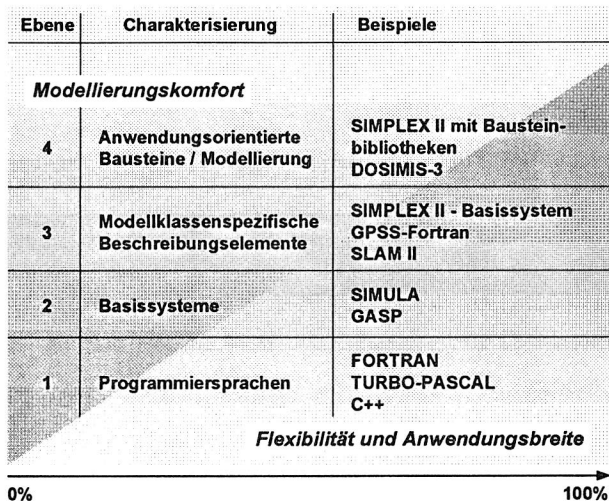 Ebene Charakterisierung Beispiele
Modellierungskomfort
4
Anwendungsorientierte
Bausteine / Modellierung
SIMPLEX II mit Baustein-
bibliotheken
DOSIMIS-3
3
Modellklassenspezifische
Beschreibungselemente
SIMPLEX II - Basissystem
GPSS-Fortran
SLAM II
2
Basissysteme
SIMULA
GASP
1
Programmiersprachen
FORTRAN
TURBO-PASCAL
C++
Flexibilität und Anwendungsbreite
0% 100%